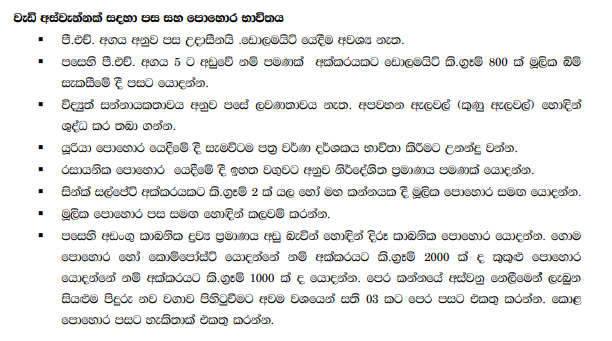 වැඩි අස්වැන්නක් සදහා පස සහ පොහොර භාවිතය
▪ පී.එච්. අගය අනුව පස උදාසීනයි .ඩොලමයිට් යෙදීම අවශ්‍ය නැත.
▪ පසෙහි පී.එච්. අගය 5 ට අඩුවේ නම් පමණක් අක්කරයකට ඩොලමයිට් කි.ග්‍රෑම් 800 ක් මූලික බිම්
සැකසීමේ දී පසට යොදන්න.
▪ විද්‍යුත් සන්නායකතාවය අනුව පසේ ලවණතාවය නැත. අපවහන ඇලවල් (කුණු ඇලවල්) හොඳින්
ශුද්ධ කර තබා ගන්න.
▪ යූරියා පොහොර යෙදීමේ දී සැමවිටම පත්‍ර වර්ණ දර්ශකය භාවිතා කිරීමට උනන්දු වන්න.
▪ රසායනික පොහොර යෙදීමේ දී ඉහත වගුවට අනුව නිර්දේශිත ප්‍රමාණය පමණක් යොදන්න.
▪ සින්ක් සල්පේට් අක්කරයකට කි.ග්‍රෑම් 2 ක් යල හෝ මහ කන්නයක දී මූලික පොහොර සමඟ යොදන්න.
▪ මූලික පොහොර පස සමඟ හොඳින් කලවම් කරන්න.
▪ පසෙහි අඩංගු කාබනික ද්‍රව්‍ය ප්‍රමාණය අඩු බැවින් හොඳින් දිරූ කාබනික පොහොර යොදන්න. ගොම
පොහොර හෝ කොම්පෝස්ට් යොදන්නේ නම් අක්කරයට කි.ග්‍රෑම් 2000 ක් ද කුකුළු පොහොර
යොදන්නේ නම් අක්කරයට කි.ග්‍රෑම් 1000 ක් ද යොදන්න. පෙර කන්නයේ අස්වනු නෙලීමෙන් ලැබුන
සියළුම පිදුරු නව වගාව පිහිටුවීමට අවම වශයෙන් සති 03 කට පෙර පසට එකතු කරන්න. කොළ
පොහොර පසට හැකිතාක් එකතු කරන්න.